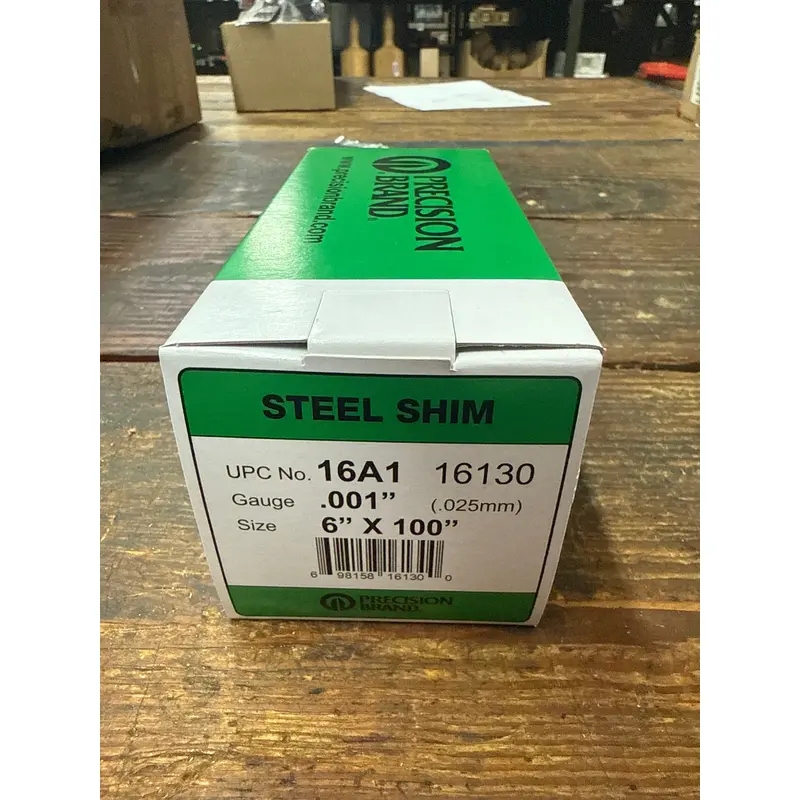 www.precisionbrand.com
PRECISION
BRAND®
STEEL SHIM
UPC No. 16A1 16130
Gauge .001” (.025mm)
Size 6” X 100”
6 98158 16130 0
PRECISION
BRAND®